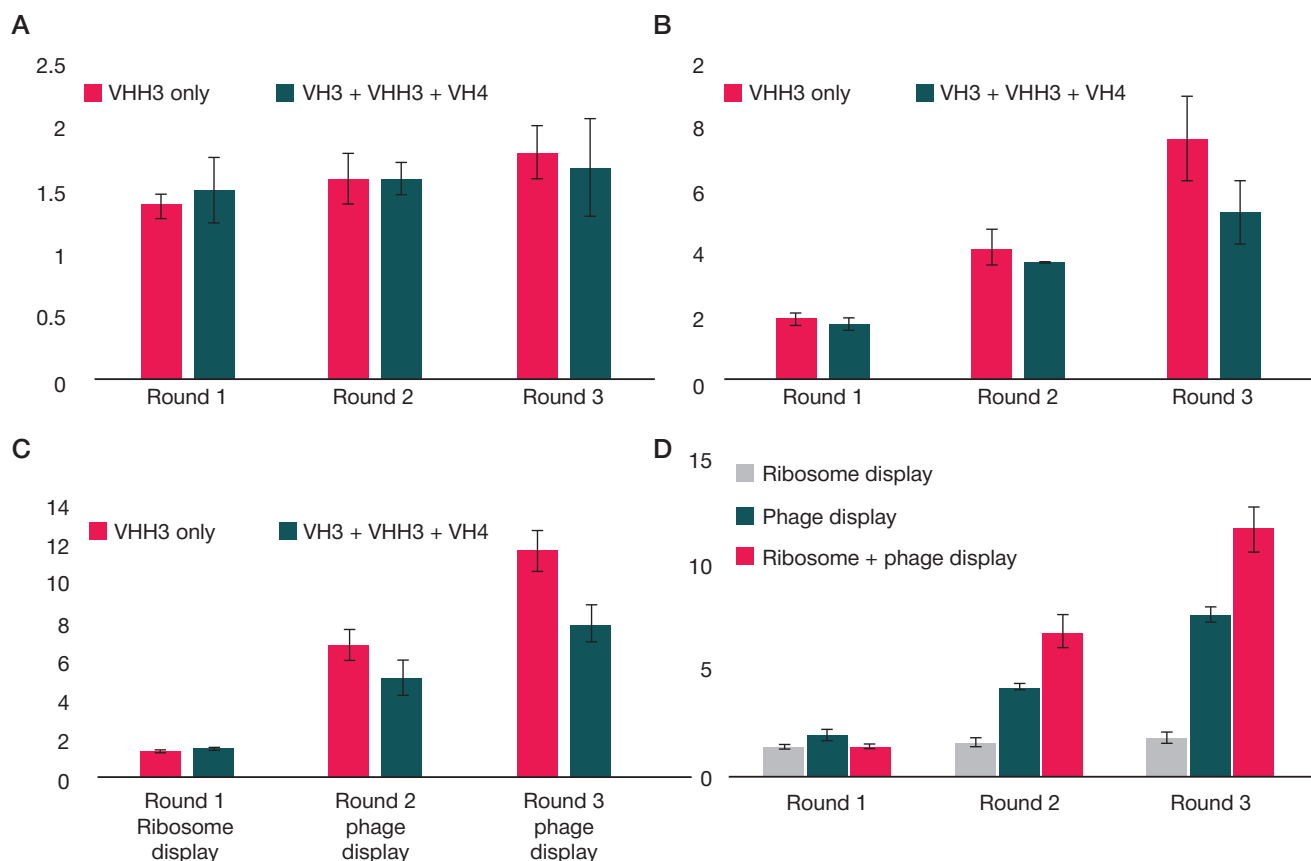 A
2.5
VHH3 only
VH3 + VHH3 + VH4
2
1.5
1
0.5
0
Round 1
Round 2
Round 3
B
2
VHH3 only
VH3 + VHH3 + VH4
8
6
4
2
0
Round 1
Round 2
Round 3
C
14
VHH3 only
VH3 + VHH3 + VH4
12
10
8
6
4
2
0
Round 1
Ribosome
display
Round 2
phage
display
Round 3
phage
display
D
15
Ribosome display
Phage display
Ribosome + phage display
10
5
0
Round 1
Round 2
Round 3